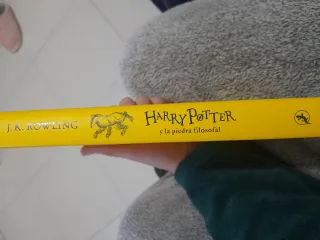 J.K. ROWLING
HARRY POTTER
y la piedra filosofal